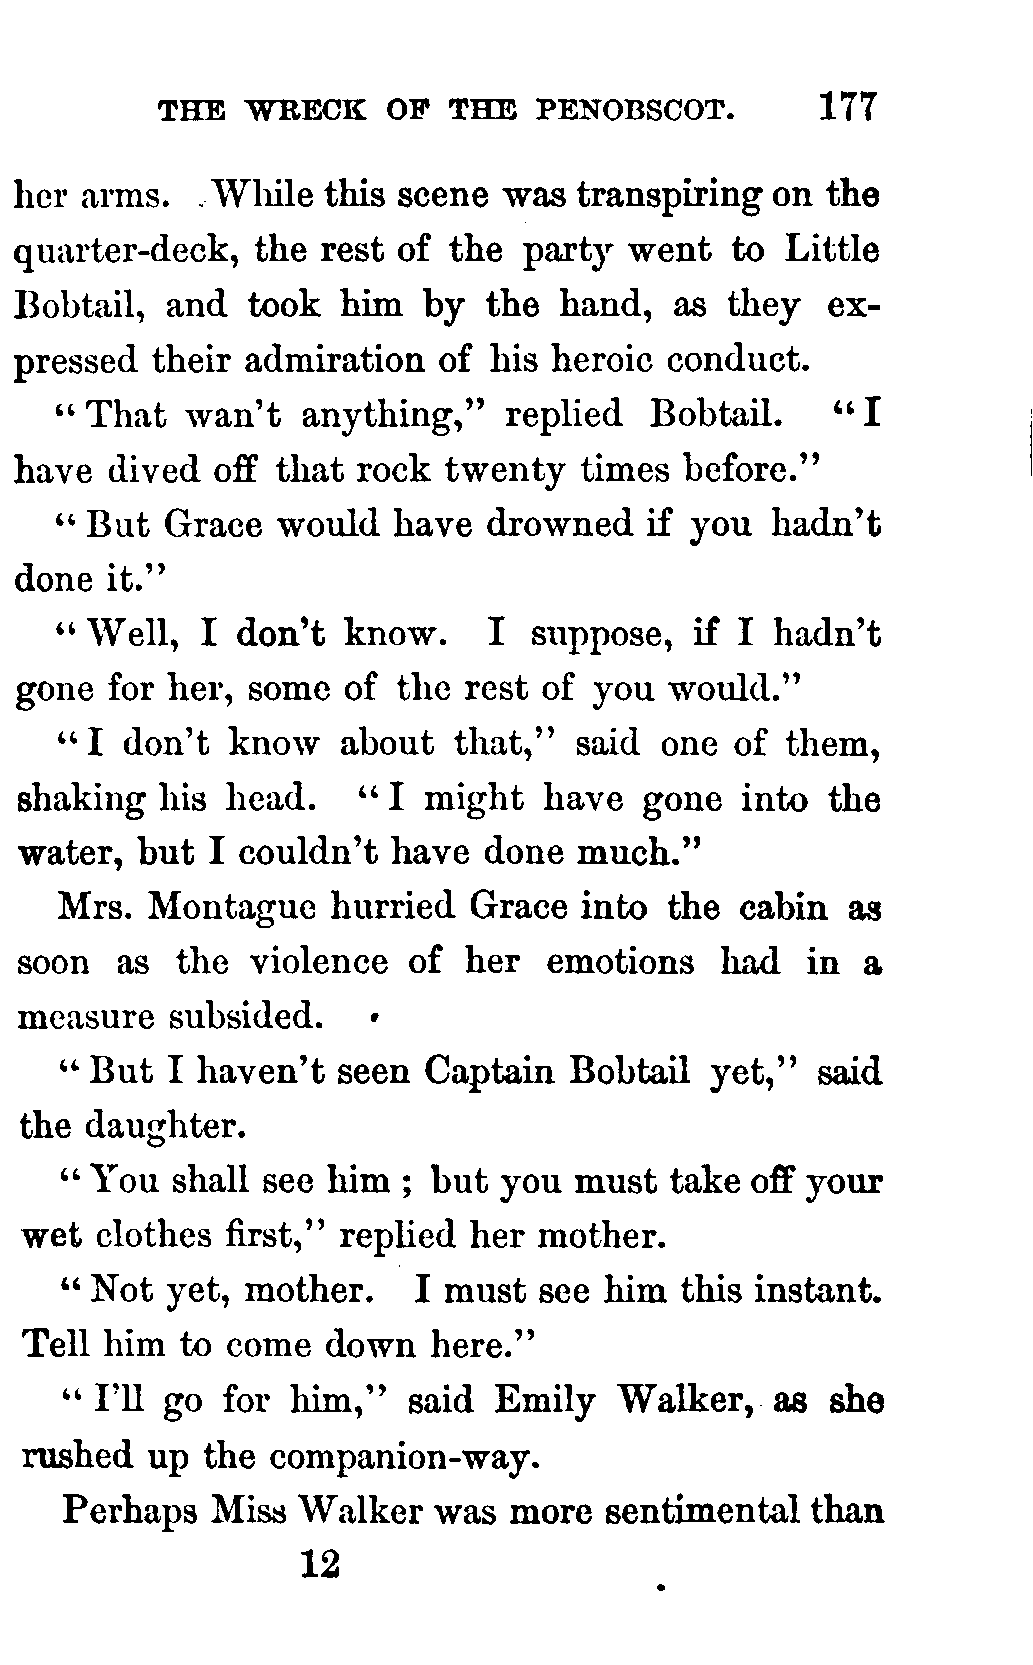 THE WRECK OF THE PENOBSCOT. 177
her arms. While this scene was transpiring on the
quarter-deck, the rest of the party went to Little
Bobtail, and took him by the hand, as they ex-
pressed their admiration of his heroic conduct.
"That wan't anything," replied Bobtail. "I
have dived off that rock twenty times before."
"But Grace would have drowned if you hadn't
done it."
"Well, I don't know. I suppose, if I hadn't
gone for her, some of the rest of you would."
"I don't know about that," said one of them,
shaking his head. "I might have gone into the
water, but I couldn't have done much."
Mrs. Montague hurried Grace into the cabin as
soon as the violence of her emotions had in a
measure subsided.
"But I haven't seen Captain Bobtail yet," said
the daughter.
"You shall see him; but you must take off your
wet clothes first," replied her mother.
"Not yet, mother. I must see him this instant.
Tell him to come down here."
"I'll go for him," said Emily Walker, as she
rushed up the companion-way.
Perhaps Miss Walker was more sentimental than
12